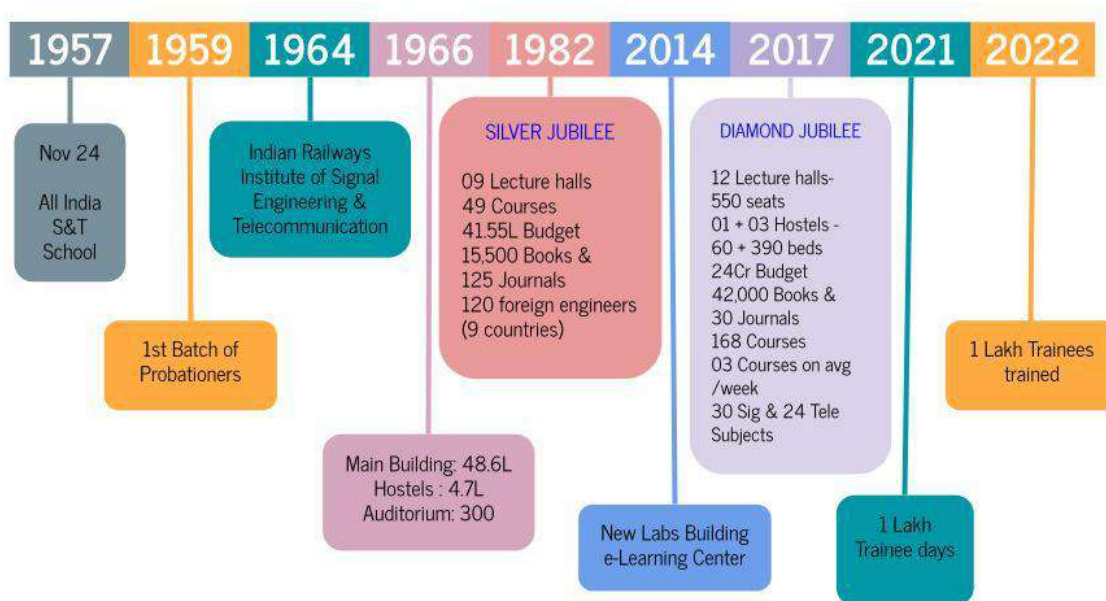 1957 1959 1964 1966 1982 2014 2017 2021 2022
Nov 24
All India
S&T
School
1st Batch of
Probationers
Indian Railways
Institute of Signal
Engineering &
Telecommunication
Main Building: 48.6L
Hostels : 4.7L
Auditorium: 300
SILVER JUBILEE
09 Lecture halls
49 Courses
41.55L Budget
15,500 Books &
125 Journals
120 foreign engineers
(9 countries)
New Labs Building
e-Learning Center
DIAMOND JUBILEE
12 Lecture halls-
550 seats
01 + 03 Hostels -
60 + 390 beds
24Cr Budget
42,000 Books &
30 Journals
168 Courses
03 Courses on avg
/week
30 Sig & 24 Tele
Subjects
1 Lakh
Trainee days
1 Lakh Trainees
trained